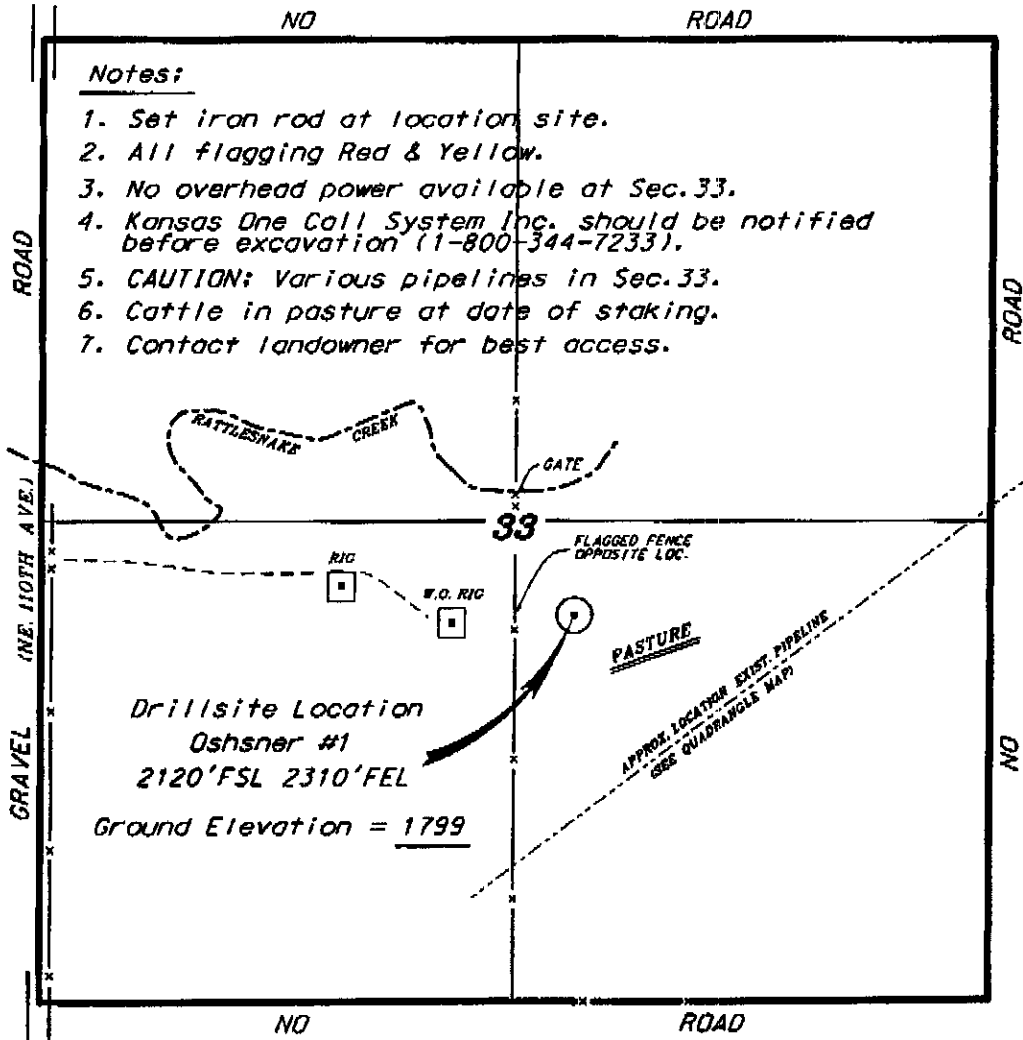 NO ROAD
Notes:
1. Set iron rod at location site.
2. All flagging Red & Yellow.
3. No overhead power available at Sec.33.
4. Kansas One Call System Inc. should be notified
before excavation (1-800-344-7233).
5. CAUTION: Various pipelines in Sec.33.
6. Cattle in pasture at date of staking.
7. Contact landowner for best access.
ROAD
ROAD
RATTLESNAKE CREEK
GATE
(NE. 110TH AVE.)
33
FLAGGED FENCE
OPPOSITE LOC.
RIG
W.O. RIG
PASTURE
APPROX. LOCATION EXIST. PIPELINE
(SEE QUADRANGLE MAP)
Drillsite Location
Oshsner #1
2120'FSL 2310'FEL
Ground Elevation = 1799
GRAVEL
NO
NO ROAD